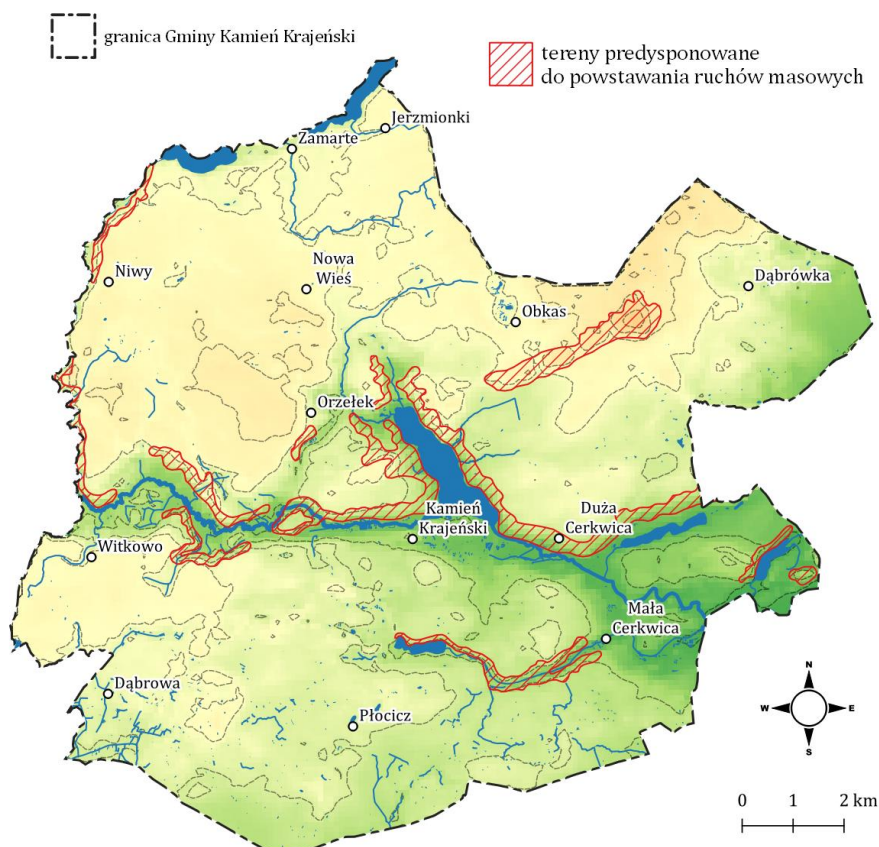 granica Gminy Kamień Krajeński
tereny predysponowane
do powstawania ruchów masowych
Jerzmionki
Zamarte
Niwy
Nowa
Wieś
Dąbrówka
Obkas
Orzełek
Kamień
Krajeński
Duża
Cerkwica
Witkowo
Mała
Cerkwica
Dąbrowa
Płocicz
N
W
E
S
0 1 2 km